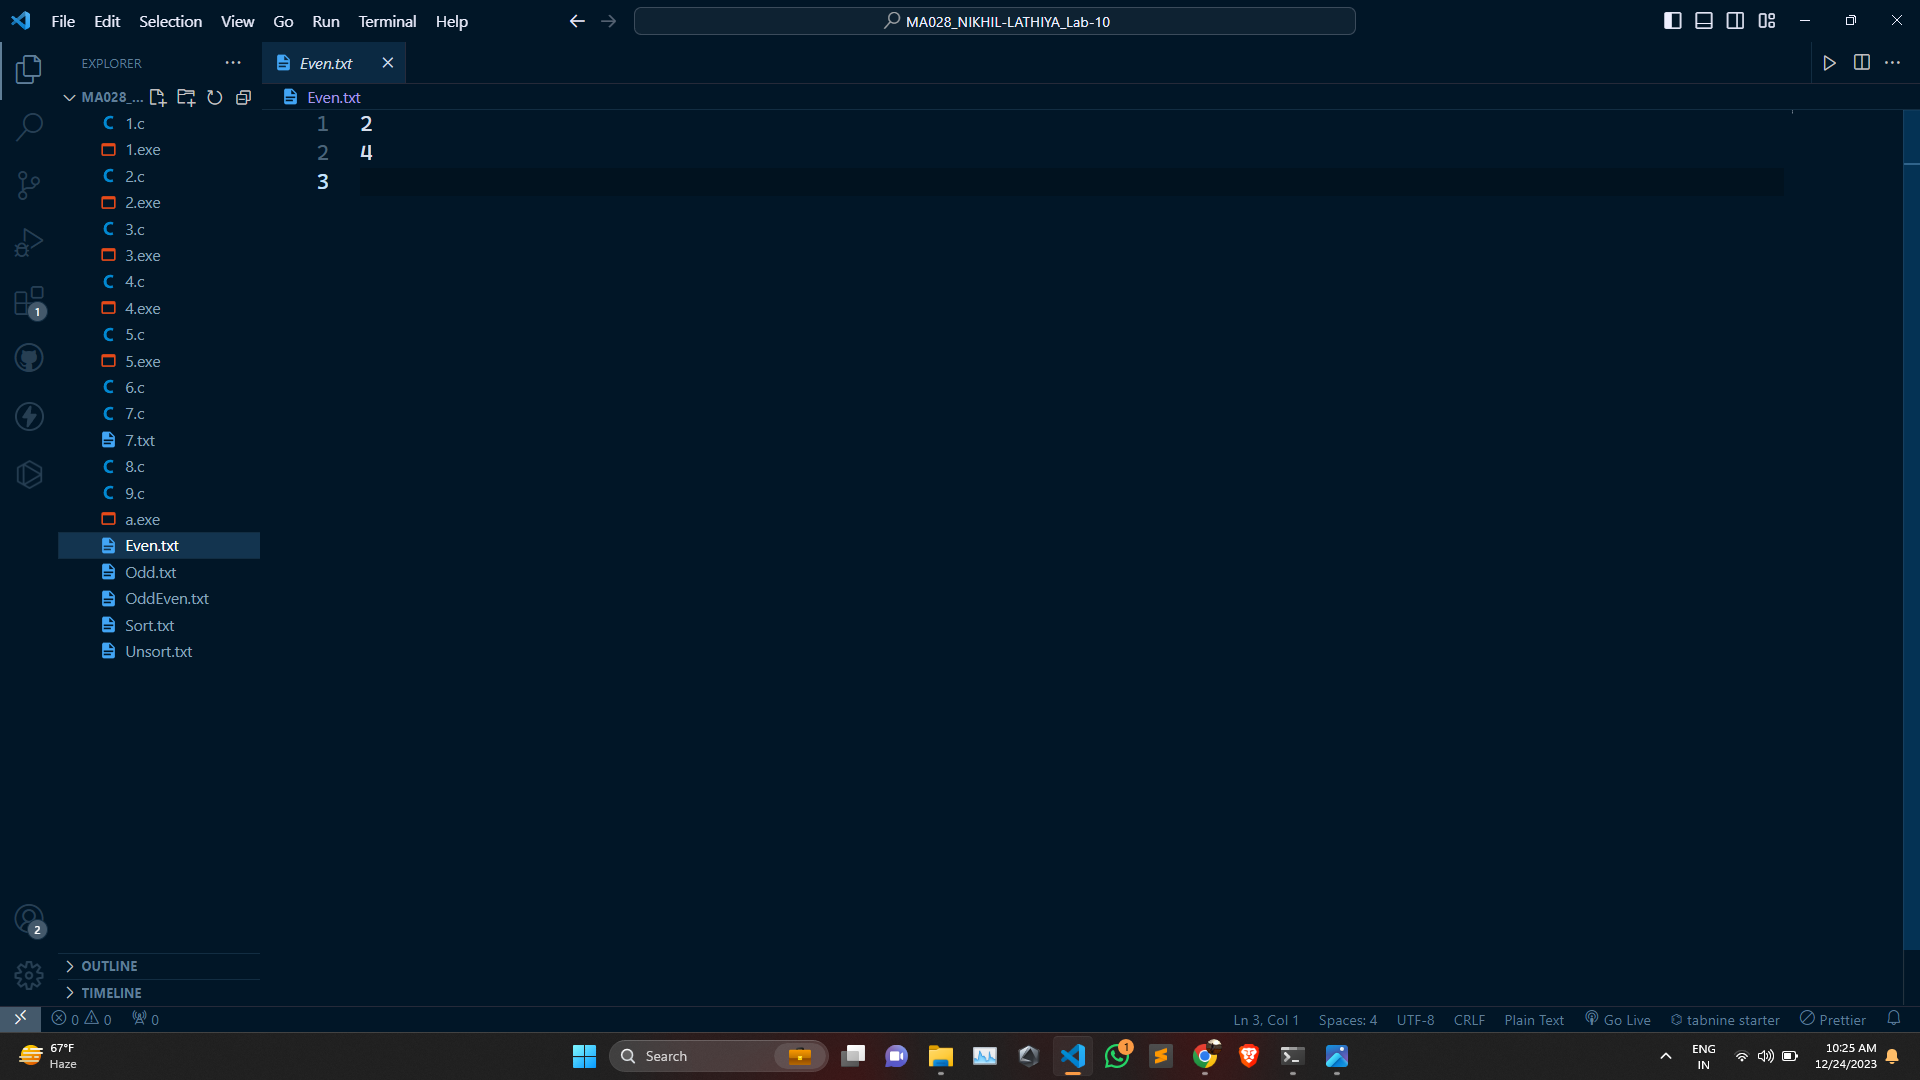 File Edit Selection View Go Run Terminal Help
MA028_NIKHIL-LATHIYA_Lab-10
EXPLORER
Even.txt
MA028_...
Even.txt
1.c
1.exe
2.c
2.exe
3.c
3.exe
4.c
4.exe
5.c
5.exe
6.c
7.c
7.txt
8.c
9.c
a.exe
Even.txt
Odd.txt
OddEven.txt
Sort.txt
Unsort.txt
1 2
2 4
3
1
2
OUTLINE
TIMELINE
0 0 0
Ln 3, Col 1 Spaces: 4 UTF-8 CRLF Plain Text Go Live tabnine starter Prettier
67°F
Haze
Search
1
ENG
IN
10:25 AM
12/24/2023